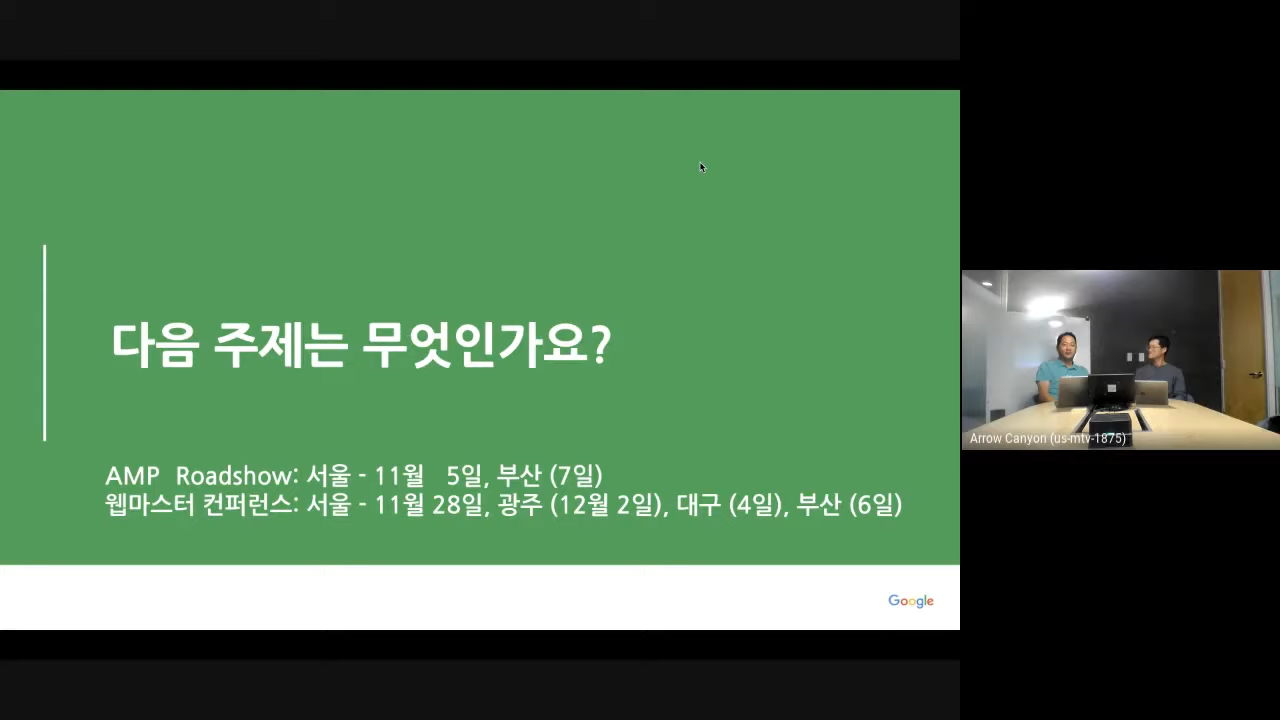 다음 주제는 무엇인가요?
AMP Roadshow: 서울 - 11월 5일, 부산 (7일)
웹마스터 컨퍼런스: 서울 - 11월 28일, 광주 (12월 2일), 대구 (4일), 부산 (6일)
Google
Arrow Canyon (us-mtv-1875)